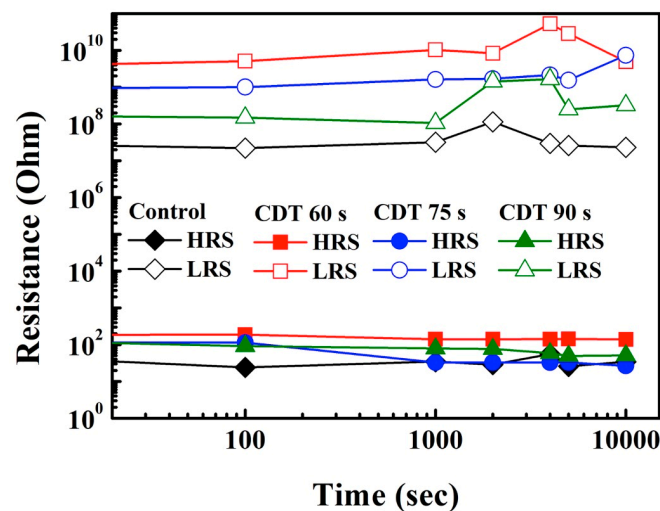 10^10
10^8
10^6
10^4
10^2
10^0
Resistance (Ohm)
Control CDT 60 s CDT 75 s CDT 90 s
HRS HRS HRS HRS
LRS LRS LRS LRS
100 1000 10000
Time (sec)